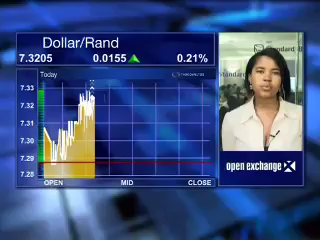 Dollar/Rand
7.3205 0.0155 0.21%
Today
7.33
7.32
7.31
7.30
7.29
7.28
OPEN MID CLOSE
standard
open exchange